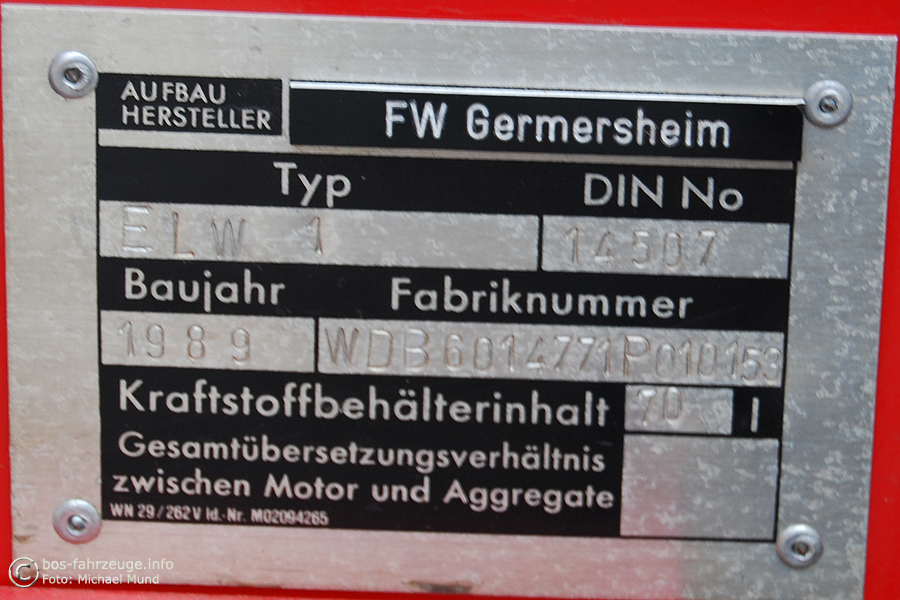 AUFBAU
HERSTELLER
FW Germersheim
Typ
DIN No
ELW 1
14507
Baujahr
Fabriknummer
1989
WDB6014771P010153
Kraftstoffbehälterinhalt 70 l
Gesamtübersetzungsverhältnis
zwischen Motor und Aggregate
WN 29/262 V Id.-Nr. M02094265
© bos-fahrzeuge.info
Foto: Michael Mund